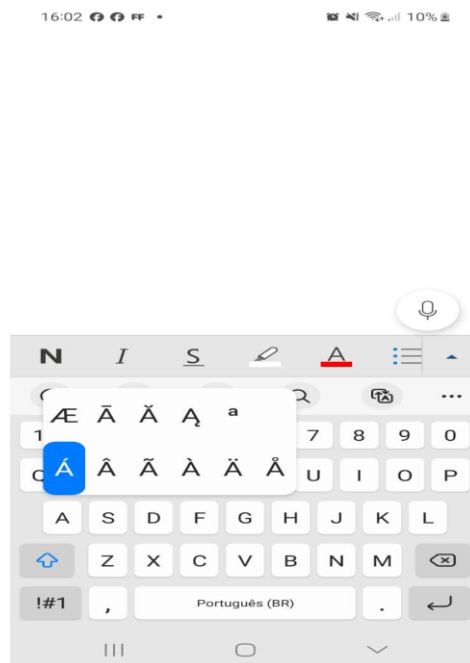 16:02 FF • 10%
N I S A
Æ Ā Ă Ą ª
1 7 8 9 0
Á Â Ã À Ä Å
Q U I O P
A S D F G H J K L
Z X C V B N M
!#1 , Português (BR) .